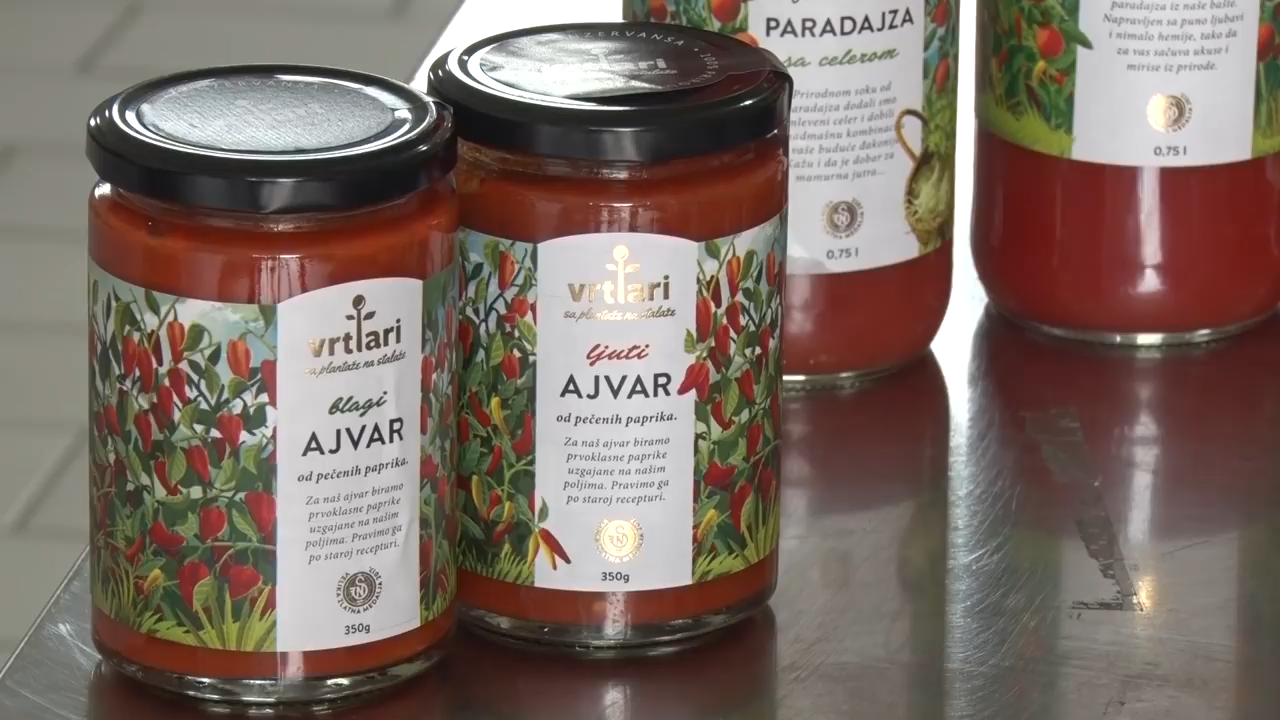 vrtlari
sa plantaže na stalaže
blagi
AJVAR
od pečenih paprika.
Za naš ajvar biramo
prvoklasne paprike
uzgajane na našim
poljima. Pravimo ga
po staroj recepturi.
VELIKA ZLATNA MEDALJA
350g
vrtlari
sa plantaže na stalaže
ljuti
AJVAR
od pečenih paprika.
Za naš ajvar biramo
prvoklasne paprike
uzgajane na našim
poljima. Pravimo ga
po staroj recepturi.
350g
PARADAJZA
sa celerom
Prirodnom soku od
paradajza dodali smo
mleveni celer i dobili
kombinac
vaše buduće đakonij
Kažu i da je dobar za
mamurna jutra...
0,75 l
paradajza iz naše bašte.
Napravljen sa puno ljubavi
i nimalo hemije, tako da
za vas sačuva ukuse i
mirise iz prirode.
0,75 l